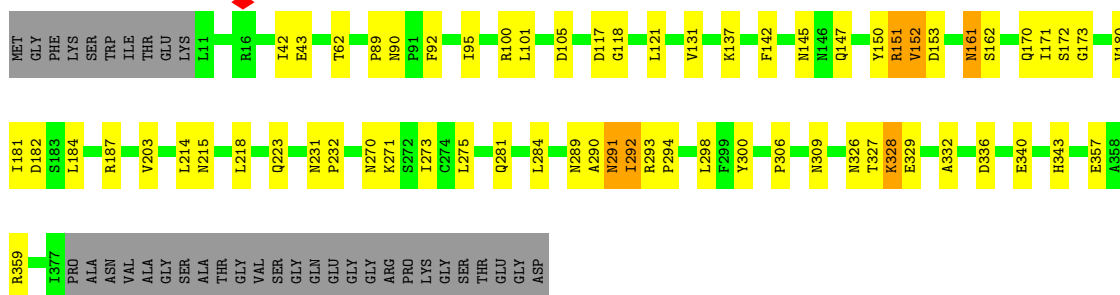 MET GLY PHE LYS SER TRP ILE THR GLU LYS L11 R16 I42 E43 T62 P89 N90 P91 F92 I95 R100 L101 D105 D117 G118 L121 V131 K137 F142 N145 N146 Q147 Y150 R151 V152 D153 N161 S162 Q170 I171 S172 G173
I181 D182 S183 L184 R187 V203 L214 N215 L218 Q223 N231 P232 N270 K271 S272 I273 C274 L275 Q281 L284 N289 A290 N291 I292 R293 P294 L298 F299 Y300 P306 N309 N326 T327 K328 E329 A332 D336 E340 H343 E357 A358
R359 I377 PRO ALA ASN VAL ALA GLY SER ALA THR GLY VAL SER GLY GLN GLU GLY GLY ARG PRO LYS GLY SER THR GLU GLY ASP